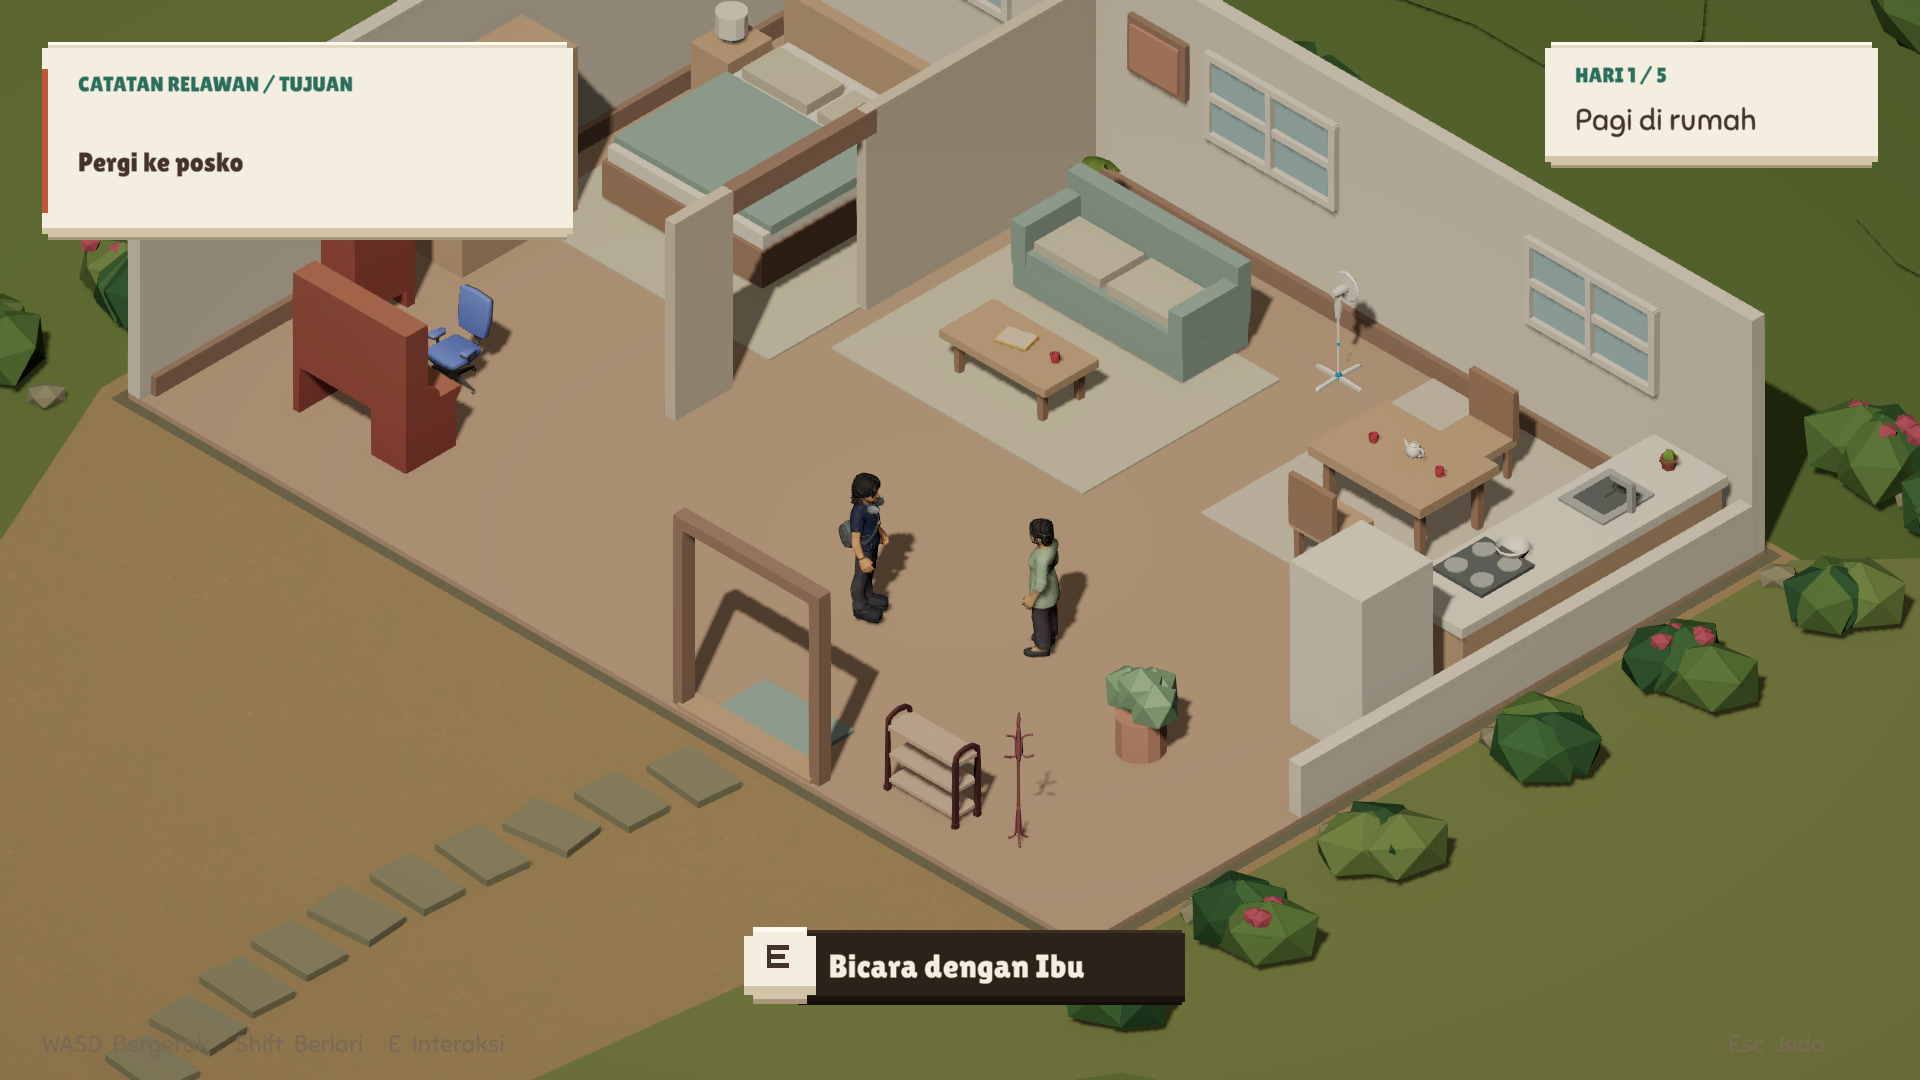 CATATAN RELAWAN / TUJUAN
Pergi ke posko
HARI 1 / 5
Pagi di rumah
E
Bicara dengan Ibu
WASD Bergerak Shift Berlari E Interaksi
Esc Jeda